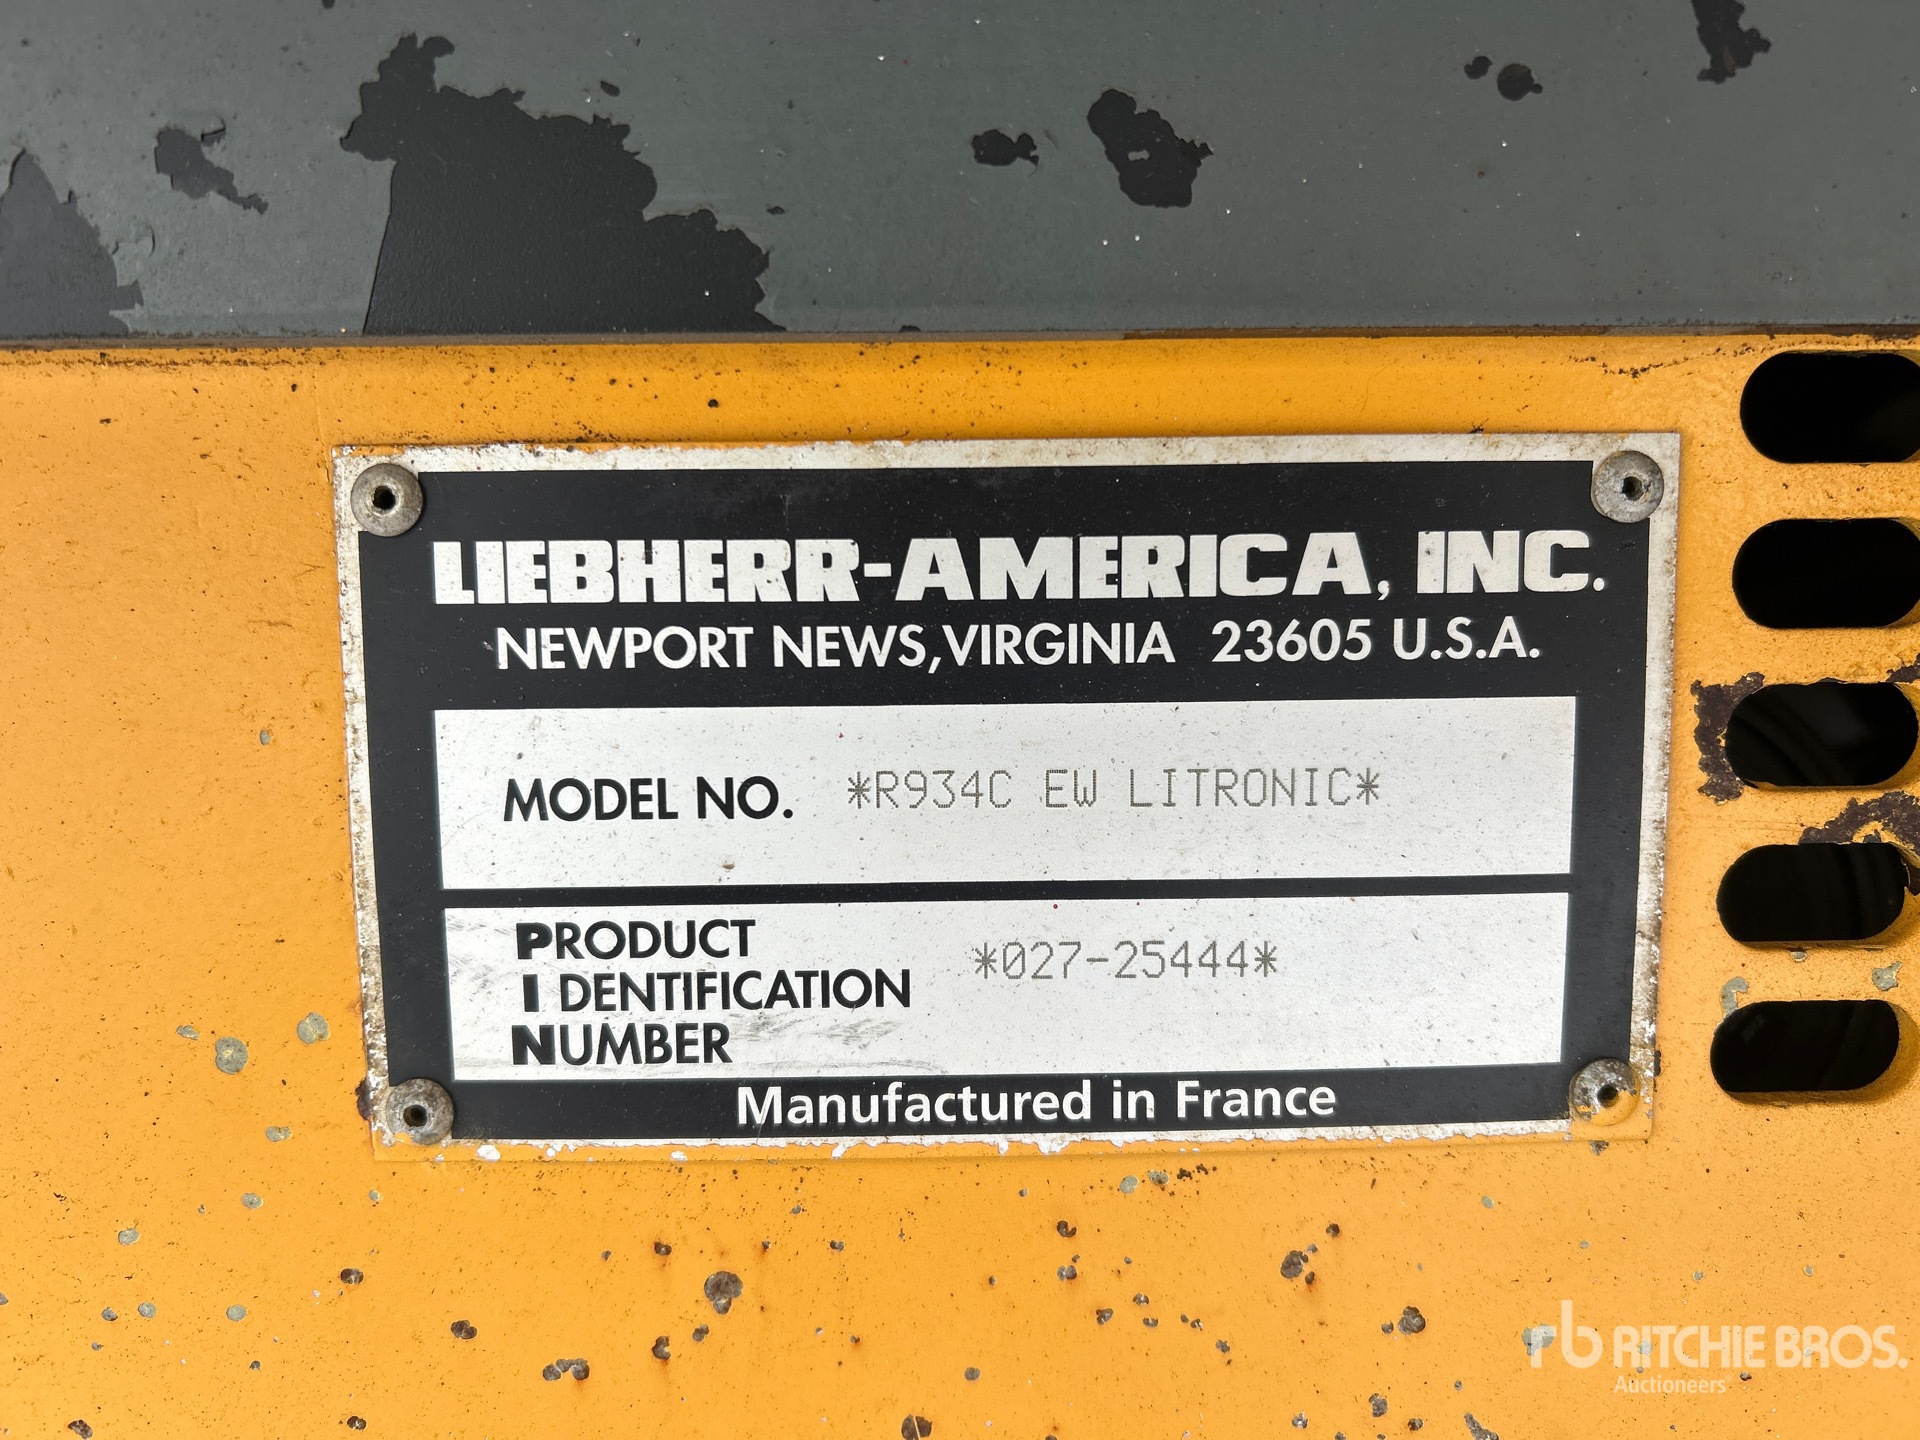 LIEBHERR-AMERICA, INC.
NEWPORT NEWS, VIRGINIA 23605 U.S.A.
MODEL NO. *R934C EW LITRONIC*
PRODUCT
IDENTIFICATION
NUMBER
*027-25444*
Manufactured in France
rb RITCHIE BROS.
Auctioneers